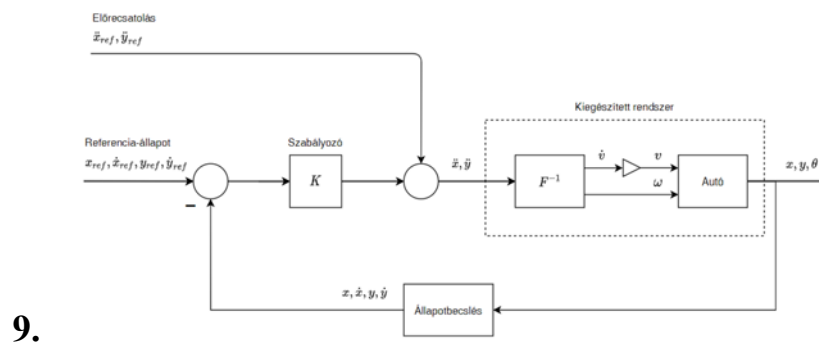 Előrecsatolás
ẍ_ref, ÿ_ref
Kiegészített rendszer
Referencia-állapot
x_ref, ẋ_ref, y_ref, ẏ_ref
Szabályozó
K
ẍ, ÿ
F⁻¹
v̇
v
ω
Autó
x, y, θ
−
x, ẋ, y, ẏ
Állapotbecslés
9.